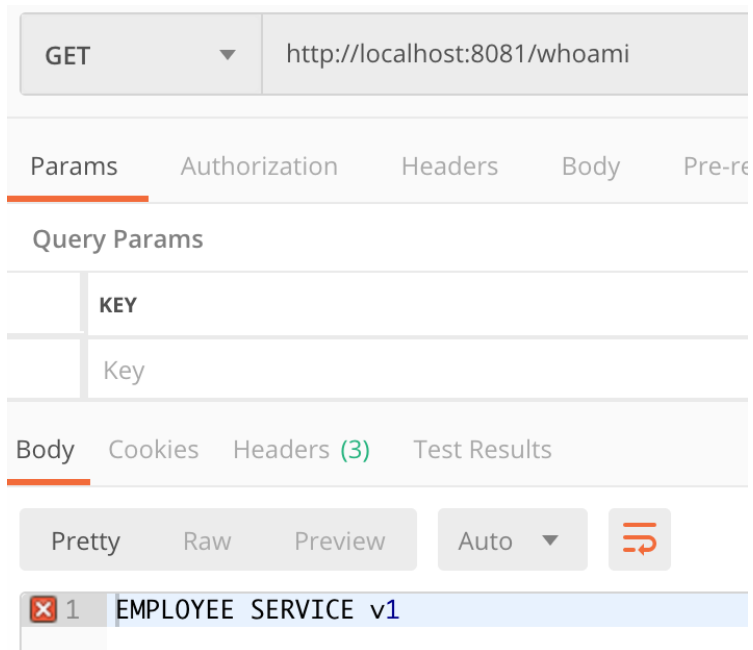 GET http://localhost:8081/whoami
Params Authorization Headers Body Pre-re
Query Params
KEY
Key
Body Cookies Headers (3) Test Results
Pretty Raw Preview Auto
1 EMPLOYEE SERVICE v1